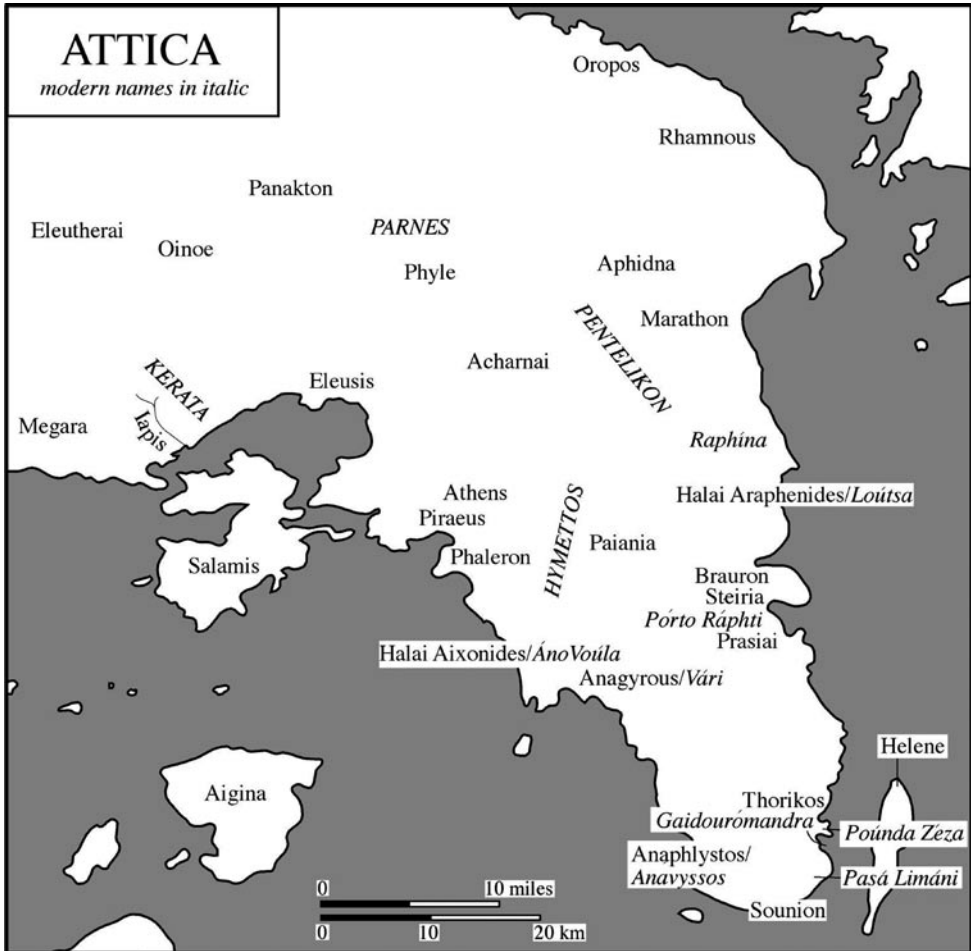 ATTICA
modern names in italic
Oropos
Rhamnous
Panakton
Eleutherai
Oinoe
PARNES
Phyle
Aphidna
Marathon
PENTELIKON
Acharnai
KERATA
Eleusis
Iapis
Megara
Raphína
Halai Araphenides/Loútsa
Athens
Piraeus
HYMETTOS
Paiania
Phaleron
Salamis
Brauron
Steiria
Pórto Ráphti
Prasiai
Halai Aixonides/ÁnoVoúla
Anagyrous/Vári
Helene
Aigina
Thorikos
Gaidourómandra
Poúnda Zéza
Anaphlystos/
Anávyssos
Pasá Limáni
Sounion
0 10 miles
0 10 20 km